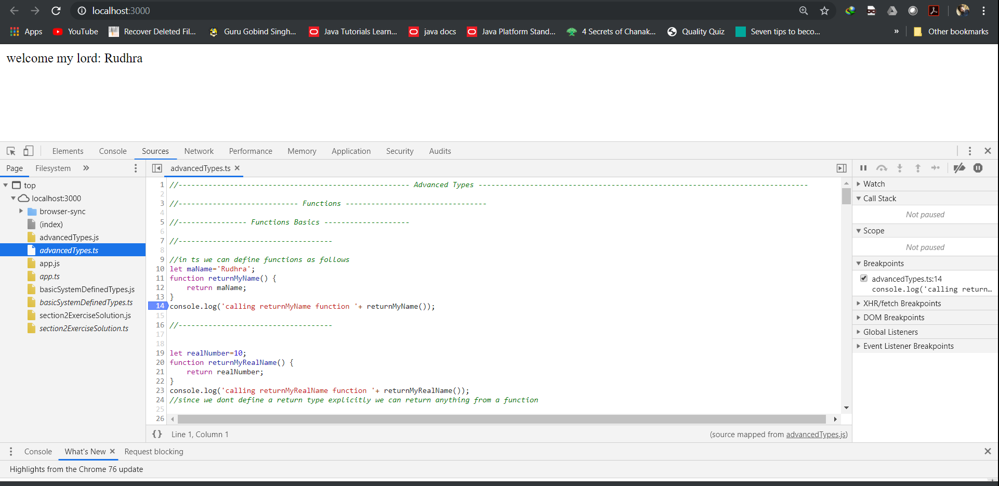 localhost:3000
Apps YouTube Recover Deleted Fil... Guru Gobind Singh... Java Tutorials Learn... java docs Java Platform Stand... 4 Secrets of Chanak... Quality Quiz Seven tips to beco... » Other bookmarks
welcome my lord: Rudhra
Elements Console Sources Network Performance Memory Application Security Audits
Page Filesystem » advancedTypes.ts
top
localhost:3000
browser-sync
(index)
advancedTypes.js
advancedTypes.ts
app.js
app.ts
basicSystemDefinedTypes.js
basicSystemDefinedTypes.ts
section2ExerciseSolution.js
section2ExerciseSolution.ts
1 //------------------------------------------------------ Advanced Types -----------------------------------------------------------------------------
2
3 //---------------------------- Functions ---------------------------------
4
5 //---------------- Functions Basics --------------------
6
7 //------------------------------------
8
9 //in ts we can define functions as follows
10 let maName='Rudhra';
11 function returnMyName() {
12 return maName;
13 }
14 console.log('calling returnMyName function '+ returnMyName());
15
16 //------------------------------------
17
18
19 let realNumber=10;
20 function returnMyRealName() {
21 return realNumber;
22 }
23 console.log('calling returnMyRealName function '+ returnMyRealName());
24 //since we dont define a return type explicitly we can return anything from a function
25
26
{} Line 1, Column 1 (source mapped from advancedTypes.js)
Watch
Call Stack
Not paused
Scope
Not paused
Breakpoints
advancedTypes.ts:14
console.log('calling return…
XHR/fetch Breakpoints
DOM Breakpoints
Global Listeners
Event Listener Breakpoints
Console What's New Request blocking
Highlights from the Chrome 76 update